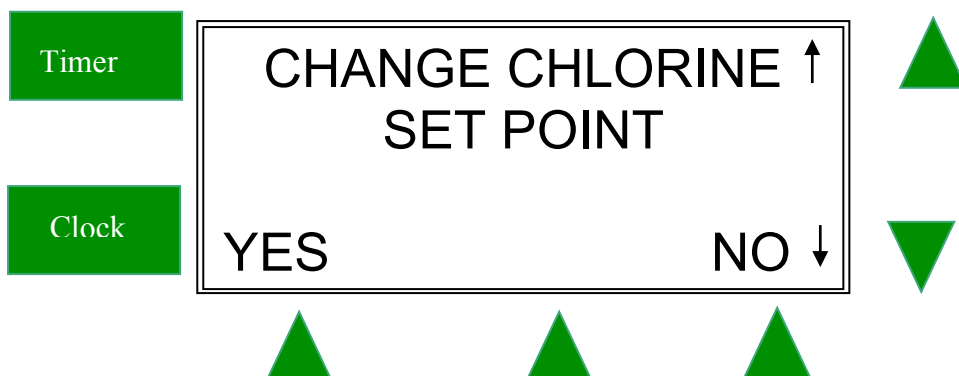 Timer
CHANGE CHLORINE ↑
SET POINT
Clock
YES NO ↓